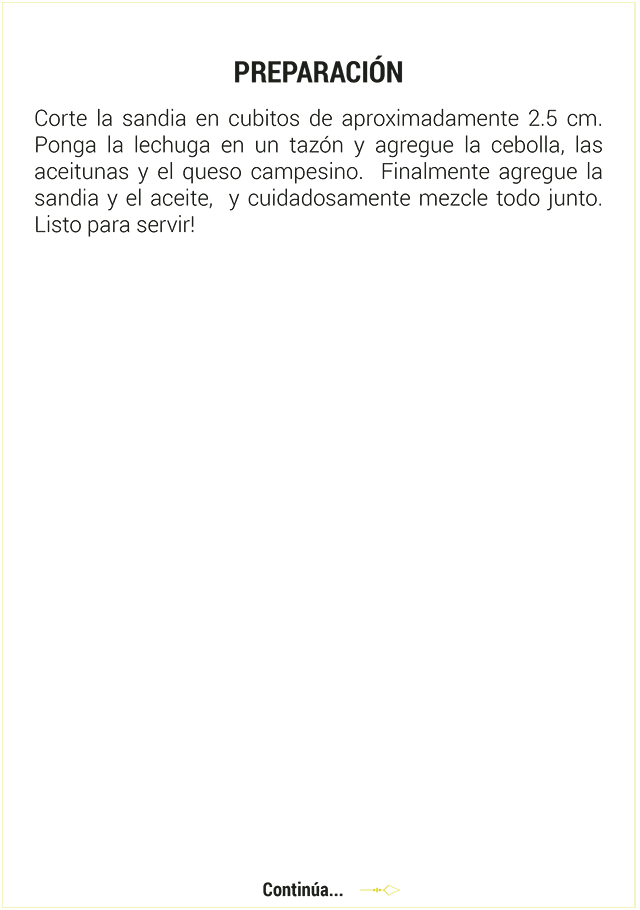 PREPARACIÓN
Corte la sandia en cubitos de aproximadamente 2.5 cm.
Ponga la lechuga en un tazón y agregue la cebolla, las
aceitunas y el queso campesino.  Finalmente agregue la
sandia y el aceite,  y cuidadosamente mezcle todo junto.
Listo para servir!
Continúa...